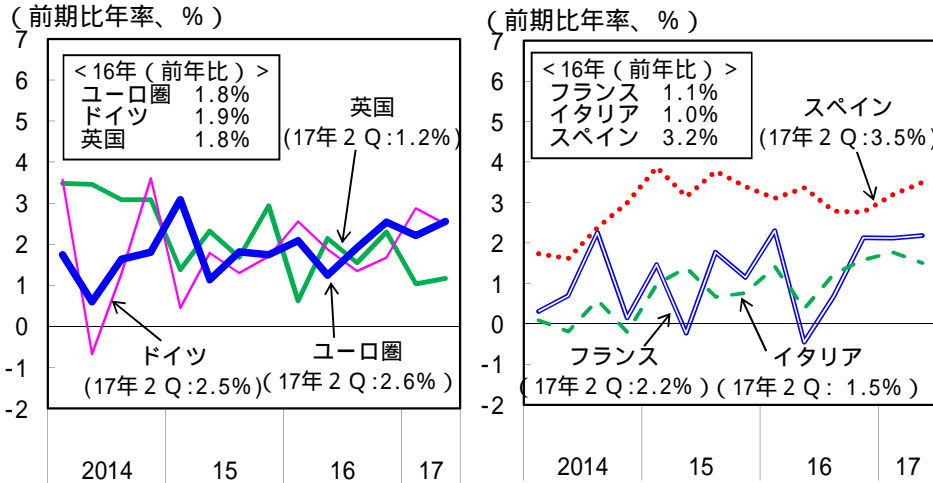 （前期比年率、％）
7
6
5
4
3
2
1
0
-1
-2
＜16年（前年比）＞
ユーロ圏 1.8%
ドイツ 1.9%
英国 1.8%
英国
(17年２Ｑ:1.2%)
ドイツ
(17年２Ｑ:2.5%)
ユーロ圏
(17年２Ｑ:2.6%)
2014 15 16 17
（前期比年率、％）
7
6
5
4
3
2
1
0
-1
-2
＜16年（前年比）＞
フランス 1.1%
イタリア 1.0%
スペイン 3.2%
スペイン
(17年２Ｑ:3.5%)
フランス
(17年２Ｑ:2.2%)
イタリア
(17年２Ｑ: 1.5%)
2014 15 16 17